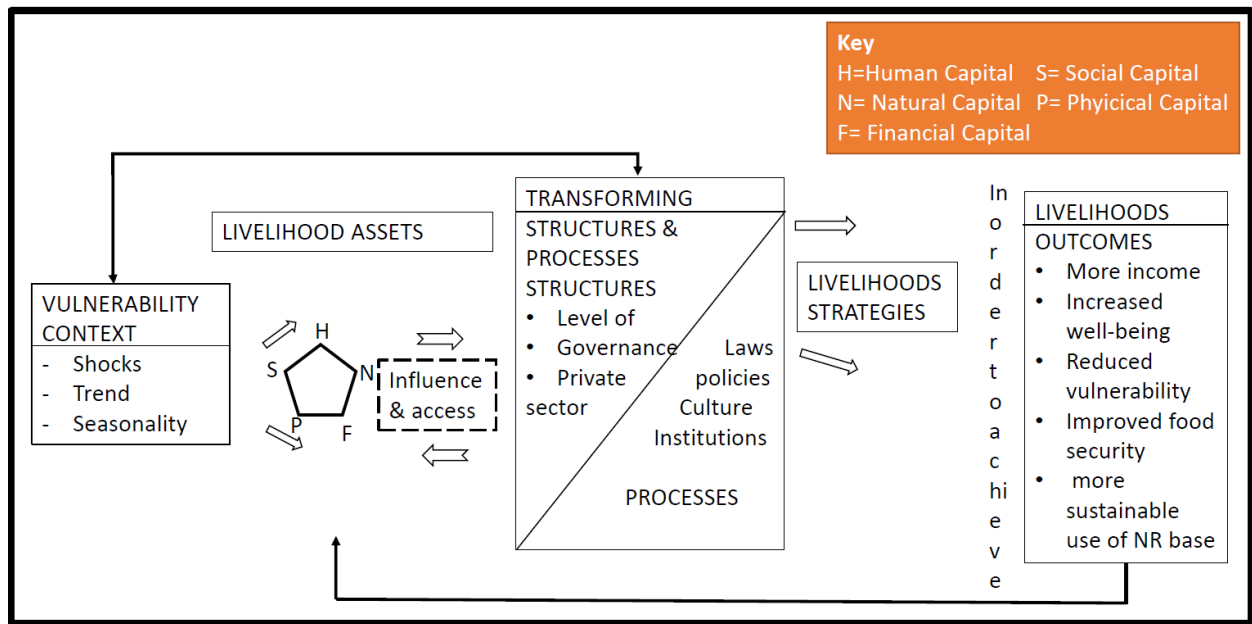 Key
H=Human Capital S= Social Capital
N= Natural Capital P= Phyicical Capital
F= Financial Capital
LIVELIHOOD ASSETS
VULNERABILITY
CONTEXT
- Shocks
- Trend
- Seasonality
H
S
N
P
F
Influence
& access
TRANSFORMING
STRUCTURES &
PROCESSES
STRUCTURES
• Level of
• Governance
• Private
sector
Laws
policies
Culture
Institutions
PROCESSES
LIVELIHOODS
STRATEGIES
In
o
r
d
e
r
t
o
a
c
hi
e
v
e
LIVELIHOODS
OUTCOMES
• More income
• Increased
well-being
• Reduced
vulnerability
• Improved food
security
• more
sustainable
use of NR base